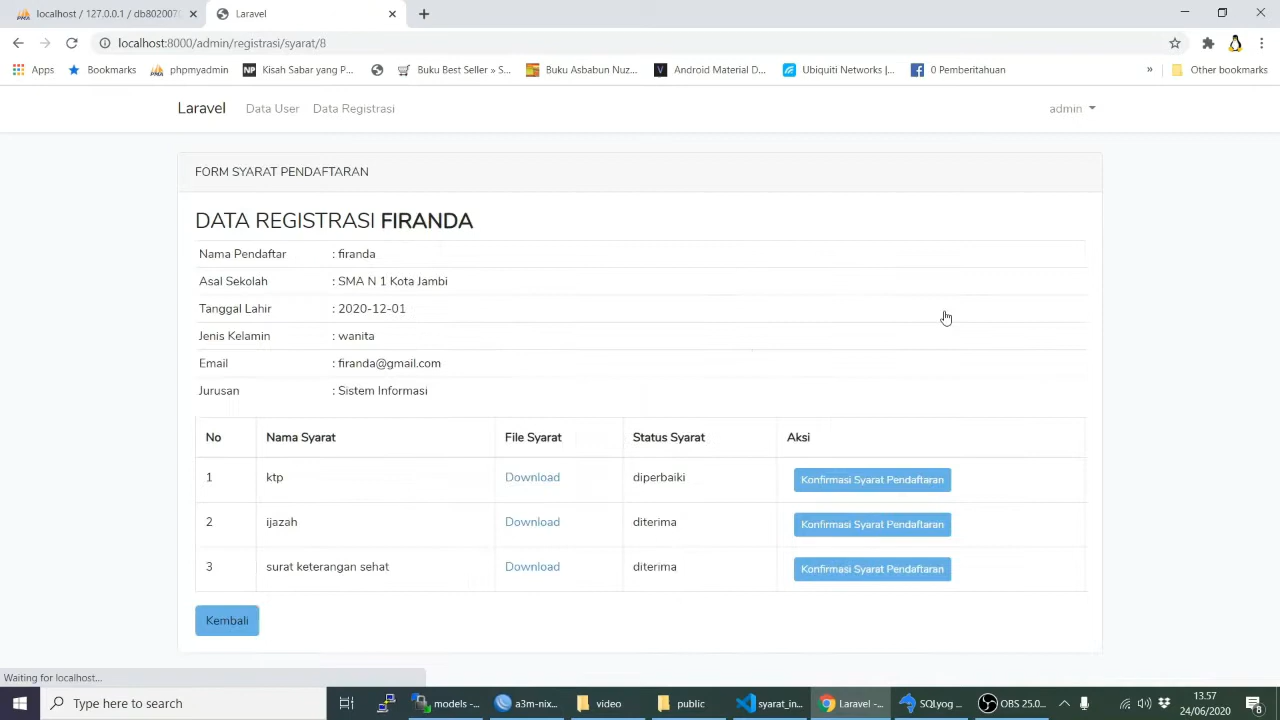 localhost / 127.0.0.1 / db802007
Laravel
localhost:8000/admin/registrasi/syarat/8
Apps
Bookmarks
phpmyadmin
NP
Kisah Sabar yang P...
Buku Best Seller » S...
Buku Asbabun Nuz...
Android Material D...
Ubiquiti Networks |...
0 Pemberitahuan
»
Other bookmarks
Laravel
Data User
Data Registrasi
admin
FORM SYARAT PENDAFTARAN
DATA REGISTRASI FIRANDA
Nama Pendaftar : firanda
Asal Sekolah : SMA N 1 Kota Jambi
Tanggal Lahir : 2020-12-01
Jenis Kelamin : wanita
Email : firanda@gmail.com
Jurusan : Sistem Informasi
No Nama Syarat File Syarat Status Syarat Aksi
1 ktp Download diperbaiki Konfirmasi Syarat Pendaftaran
2 ijazah Download diterima Konfirmasi Syarat Pendaftaran
3 surat keterangan sehat Download diterima Konfirmasi Syarat Pendaftaran
Kembali
Waiting for localhost...
Type here to search
models -...
a3m-nix...
video
public
syarat_in...
Laravel -...
SQLyog ...
OBS 25.0...
13.57
24/06/2020
8